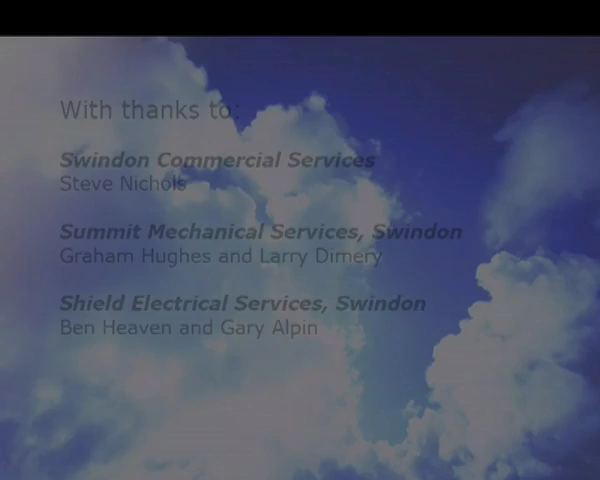 With thanks to:
Swindon Commercial Services
Steve Nichols
Summit Mechanical Services, Swindon
Graham Hughes and Larry Dimery
Shield Electrical Services, Swindon
Ben Heaven and Gary Alpin